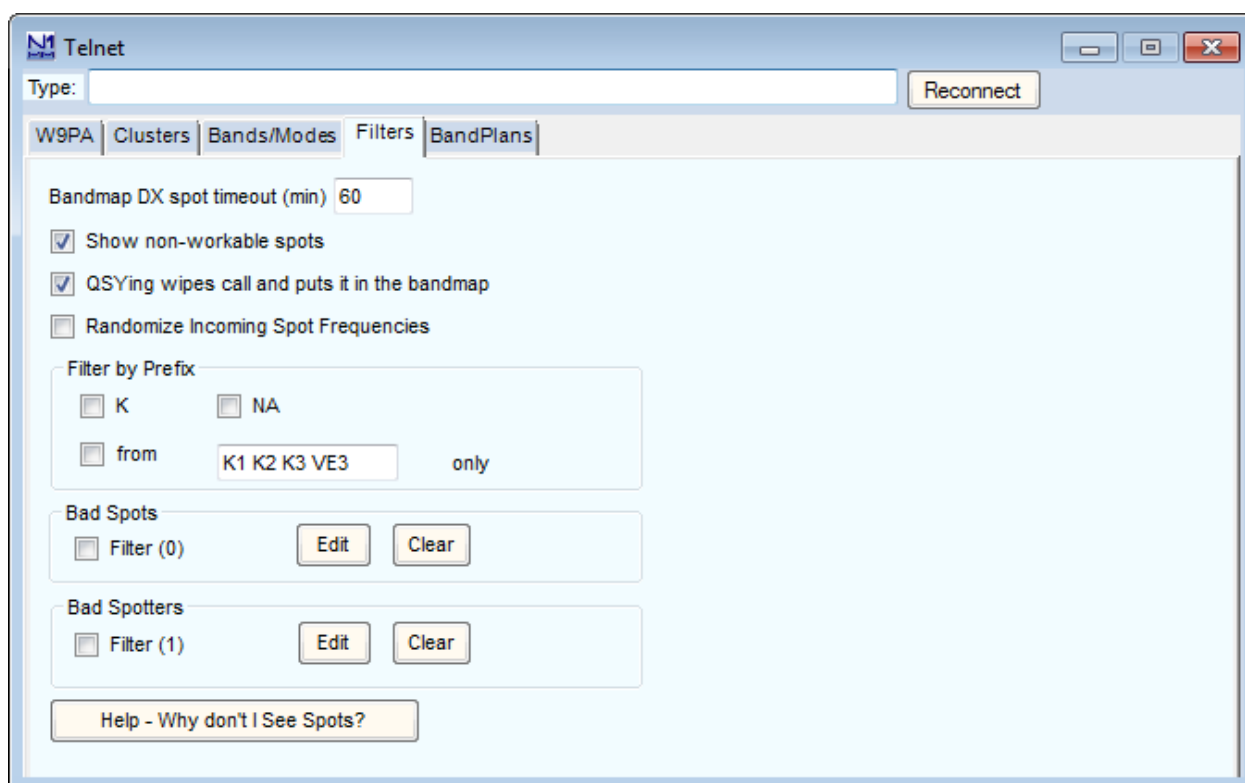 N1 Telnet
Type: Reconnect
W9PA Clusters Bands/Modes Filters BandPlans
Bandmap DX spot timeout (min) 60
Show non-workable spots
QSYing wipes call and puts it in the bandmap
Randomize Incoming Spot Frequencies
Filter by Prefix
K NA
from K1 K2 K3 VE3 only
Bad Spots
Filter (0) Edit Clear
Bad Spotters
Filter (1) Edit Clear
Help - Why don't I See Spots?